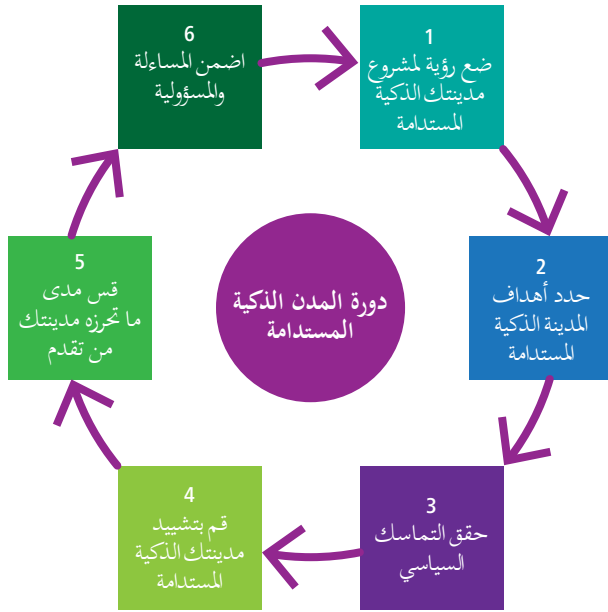 1
ضع رؤية لمشروع
مدينتك الذكية
المستدامة
2
حدد أهداف
المدينة الذكية
المستدامة
3
حقق التماسك
السياسي
4
قم بتشييد
مدينتك الذكية
المستدامة
5
قس مدى
ما تحرزه مدينتك
من تقدم
6
اضمن المساءلة
والمسؤولية
دورة المدن الذكية
المستدامة